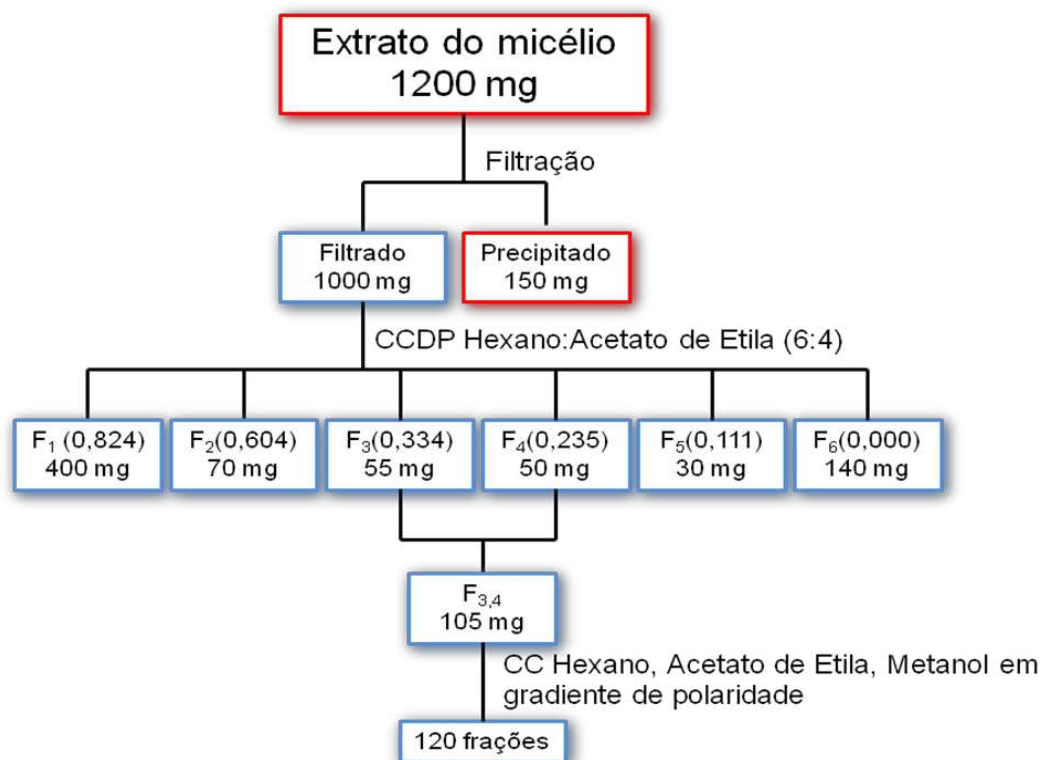 Extrato do micélio
1200 mg
Filtração
Filtrado
1000 mg
Precipitado
150 mg
CCDP Hexano:Acetato de Etila (6:4)
F₁ (0,824)
400 mg
F₂(0,604)
70 mg
F₃(0,334)
55 mg
F₄(0,235)
50 mg
F₅(0,111)
30 mg
F₆(0,000)
140 mg
F₃,₄
105 mg
CC Hexano, Acetato de Etila, Metanol em
gradiente de polaridade
120 frações